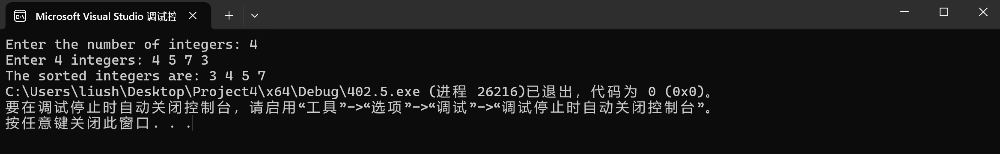 Microsoft Visual Studio 调试控
Enter the number of integers: 4
Enter 4 integers: 4 5 7 3
The sorted integers are: 3 4 5 7
C:\Users\liush\Desktop\Project4\x64\Debug\402.5.exe (进程 26216)已退出，代码为 0 (0x0)。
要在调试停止时自动关闭控制台，请启用“工具”->“选项”->“调试”->“调试停止时自动关闭控制台”。
按任意键关闭此窗口. . .